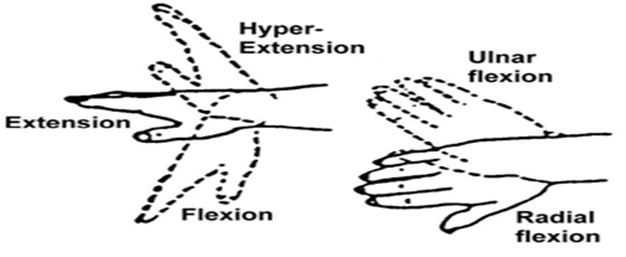 Hyper-
Extension
Extension
Flexion
Ulnar
flexion
Radial
flexion